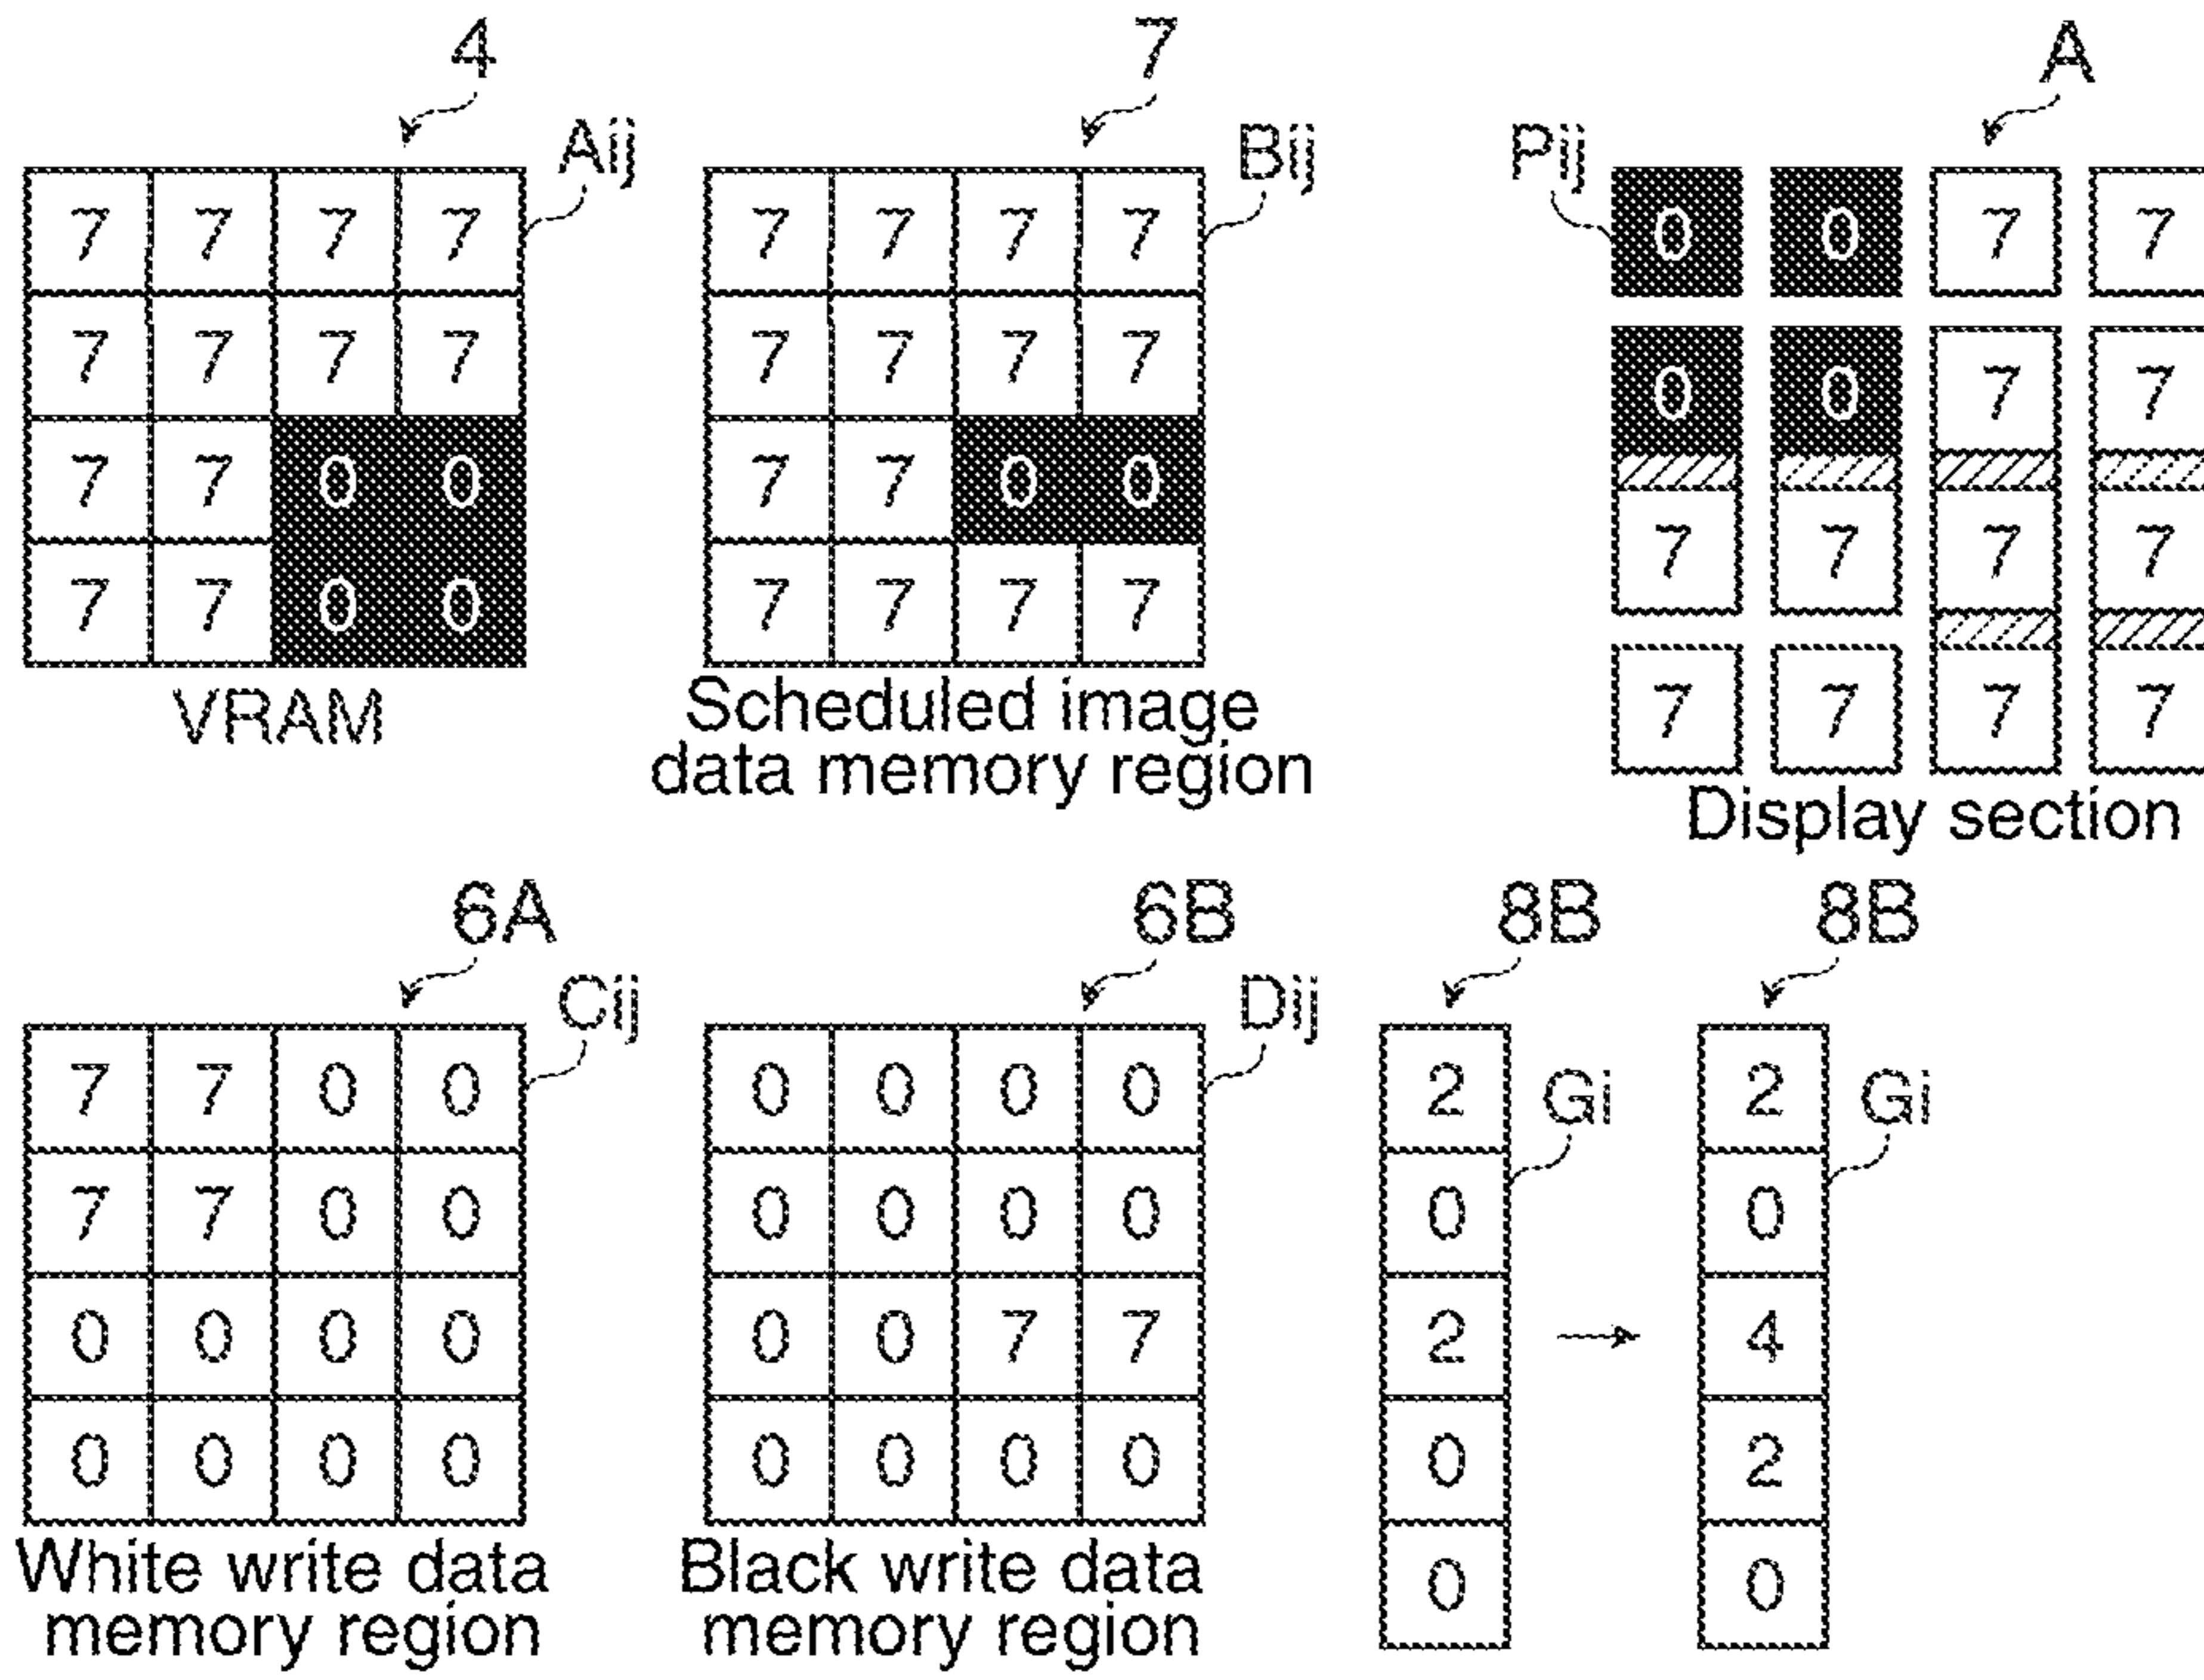 4
Aij
7 7 7 7
7 7 7 7
7 7 0 0
7 7 0 0
VRAM
7
Bij
7 7 7 7
7 7 7 7
7 7 0 0
7 7 7 7
Scheduled image
data memory region
A
Pij
0 0 7 7
0 0 7 7
7 7 7 7
7 7 7 7
Display section
6A
Cij
7 7 0 0
7 7 0 0
0 0 0 0
0 0 0 0
White write data
memory region
6B
Dij
0 0 0 0
0 0 0 0
0 0 7 7
0 0 0 0
Black write data
memory region
8B
Gi
2
0
2
0
0
8B
Gi
2
0
4
2
0